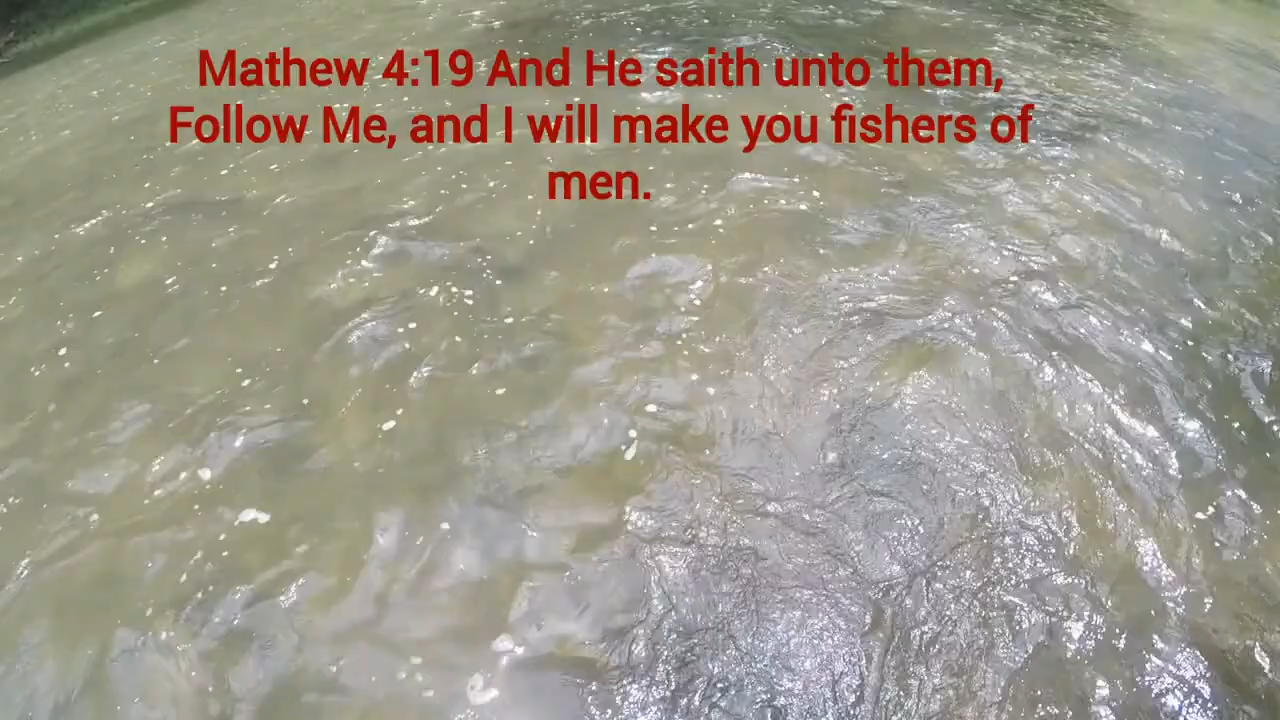 Mathew 4:19 And He saith unto them,
Follow Me, and I will make you fishers of
men.